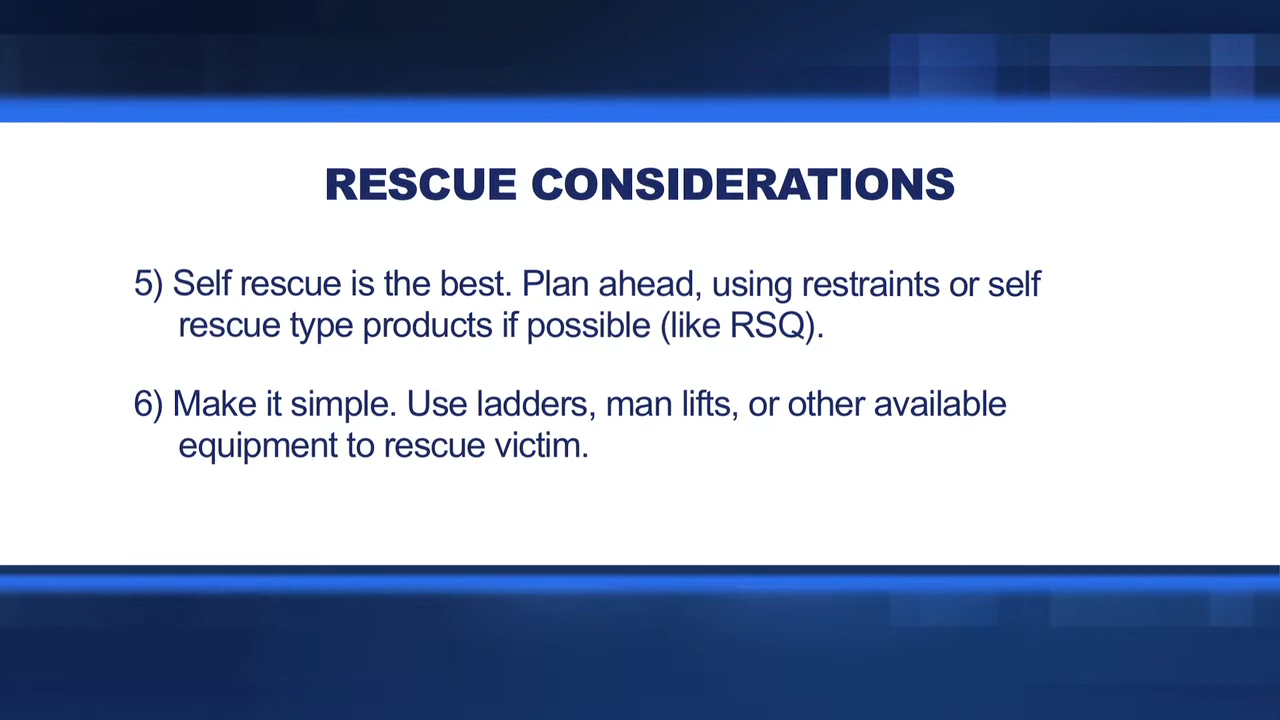 RESCUE CONSIDERATIONS
5) Self rescue is the best. Plan ahead, using restraints or self
rescue type products if possible (like RSQ).
6) Make it simple. Use ladders, man lifts, or other available
equipment to rescue victim.